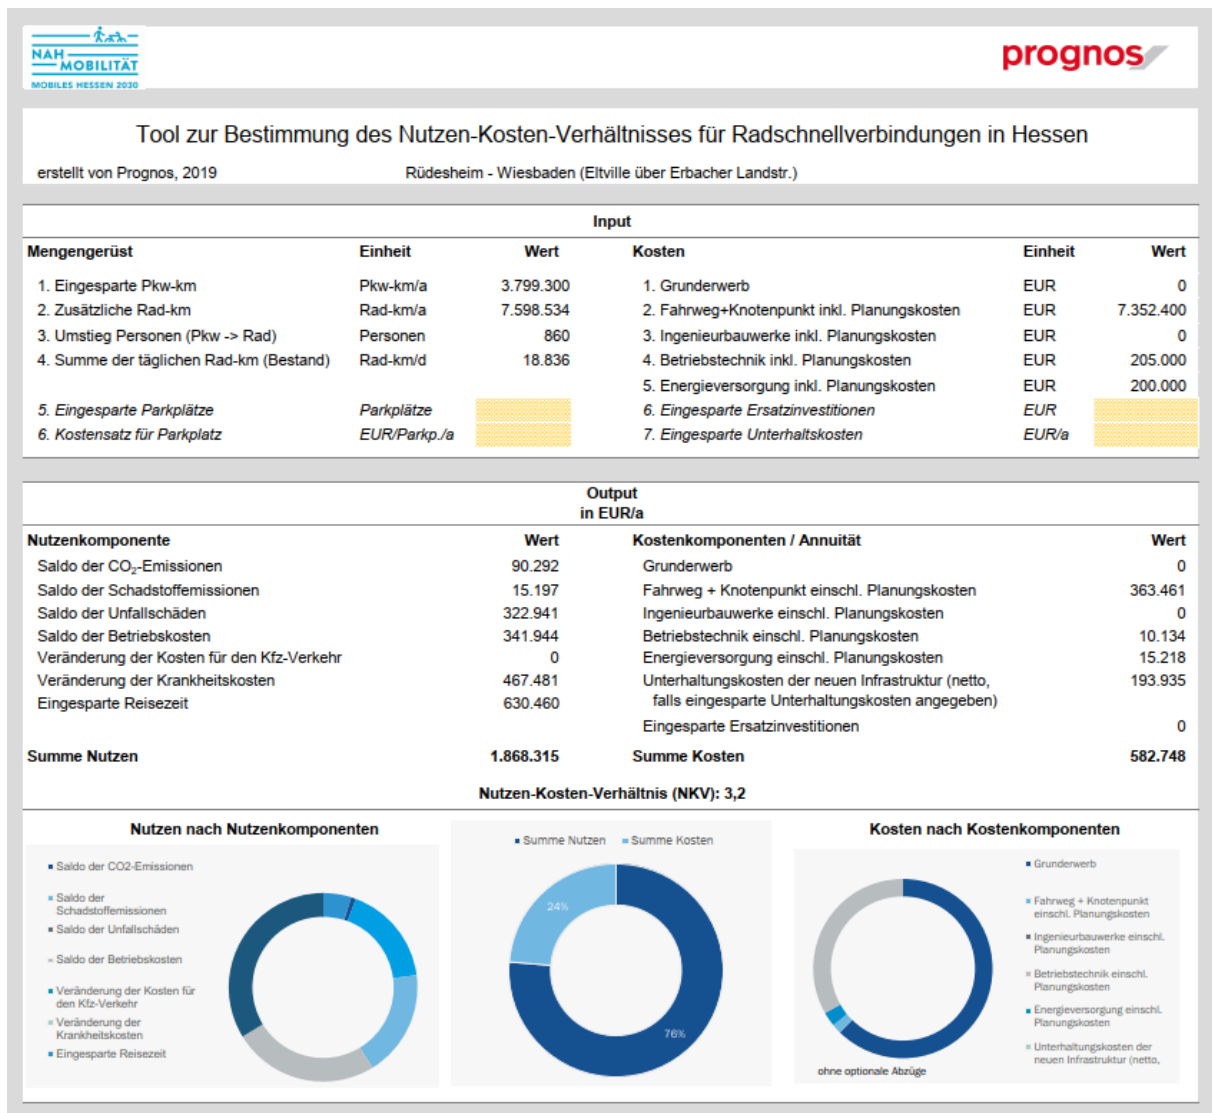 NAH
MOBILITÄT
MOBILES HESSEN 2030
prognos
Tool zur Bestimmung des Nutzen-Kosten-Verhältnisses für Radschnellverbindungen in Hessen
erstellt von Prognos, 2019 Rüdesheim - Wiesbaden (Eltville über Erbacher Landstr.)
Input
Mengengerüst Einheit Wert Kosten Einheit Wert
1. Eingesparte Pkw-km Pkw-km/a 3.799.300 1. Grunderwerb EUR 0
2. Zusätzliche Rad-km Rad-km/a 7.598.534 2. Fahrweg+Knotenpunkt inkl. Planungskosten EUR 7.352.400
3. Umstieg Personen (Pkw -> Rad) Personen 860 3. Ingenieurbauwerke inkl. Planungskosten EUR 0
4. Summe der täglichen Rad-km (Bestand) Rad-km/d 18.836 4. Betriebstechnik inkl. Planungskosten EUR 205.000
5. Energieversorgung inkl. Planungskosten EUR 200.000
5. Eingesparte Parkplätze Parkplätze 6. Eingesparte Ersatzinvestitionen EUR
6. Kostensatz für Parkplatz EUR/Parkp./a 7. Eingesparte Unterhaltskosten EUR/a
Output
in EUR/a
Nutzenkomponente Wert Kostenkomponenten / Annuität Wert
Saldo der CO₂-Emissionen 90.292 Grunderwerb 0
Saldo der Schadstoffemissionen 15.197 Fahrweg + Knotenpunkt einschl. Planungskosten 363.461
Saldo der Unfallschäden 322.941 Ingenieurbauwerke einschl. Planungskosten 0
Saldo der Betriebskosten 341.944 Betriebstechnik einschl. Planungskosten 10.134
Veränderung der Kosten für den Kfz-Verkehr 0 Energieversorgung einschl. Planungskosten 15.218
Veränderung der Krankheitskosten 467.481 Unterhaltungskosten der neuen Infrastruktur (netto, 193.935
Eingesparte Reisezeit 630.460 falls eingesparte Unterhaltungskosten angegeben)
Eingesparte Ersatzinvestitionen 0
Summe Nutzen 1.868.315 Summe Kosten 582.748
Nutzen-Kosten-Verhältnis (NKV): 3,2
Nutzen nach Nutzenkomponenten
Saldo der CO2-Emissionen
Saldo der
Schadstoffemissionen
Saldo der Unfallschäden
Saldo der Betriebskosten
Veränderung der Kosten für
den Kfz-Verkehr
Veränderung der
Krankheitskosten
Eingesparte Reisezeit
Summe Nutzen Summe Kosten
24%
76%
Kosten nach Kostenkomponenten
Grunderwerb
Fahrweg + Knotenpunkt
einschl. Planungskosten
Ingenieurbauwerke einschl.
Planungskosten
Betriebstechnik einschl.
Planungskosten
Energieversorgung einschl.
Planungskosten
Unterhaltungskosten der
neuen Infrastruktur (netto,
ohne optionale Abzüge